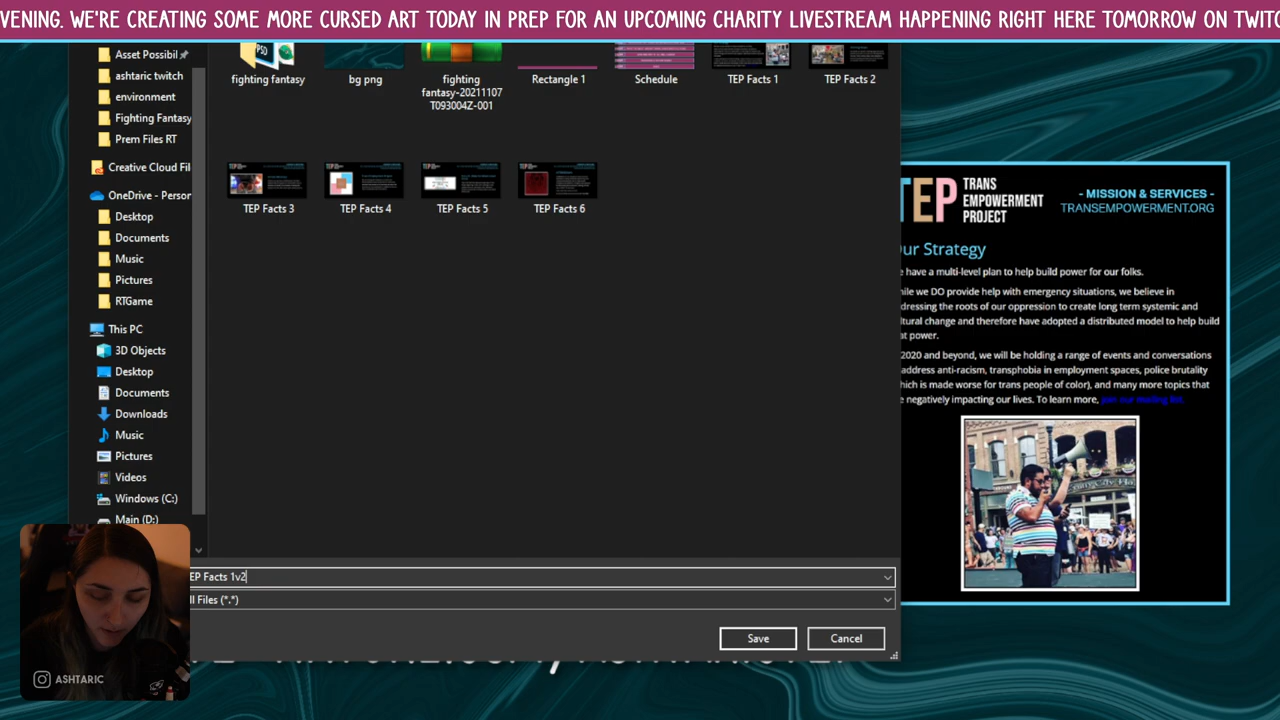 VENING. WE'RE CREATING SOME MORE CURSED ART TODAY IN PREP FOR AN UPCOMING CHARITY LIVESTREAM HAPPENING RIGHT HERE TOMORROW ON TWITC
Asset Possibil
ashtaric twitch
environment
Fighting Fantasy
Prem Files RT
Creative Cloud Fil
OneDrive - Person
Desktop
Documents
Music
Pictures
RTGame
This PC
3D Objects
Desktop
Documents
Downloads
Music
Pictures
Videos
Windows (C:)
Main (D:)
fighting fantasy
bg png
fighting
fantasy-20211107
T093004Z-001
Rectangle 1
Schedule
TEP Facts 1
TEP Facts 2
TEP Facts 3
TEP Facts 4
TEP Facts 5
TEP Facts 6
EP Facts 1v2
ll Files (*.*)
Save
Cancel
TEP
TRANS
EMPOWERMENT
PROJECT
- MISSION & SERVICES -
TRANSEMPOWERMENT.ORG
ur Strategy
e have a multi-level plan to help build power for our folks.
hile we DO provide help with emergency situations, we believe in
dressing the roots of our oppression to create long term systemic and
ltural change and therefore have adopted a distributed model to help build
at power.
2020 and beyond, we will be holding a range of events and conversations
address anti-racism, transphobia in employment spaces, police brutality
hich is made worse for trans people of color), and many more topics that
e negatively impacting our lives. To learn more, join our mailing list
ASHTARIC